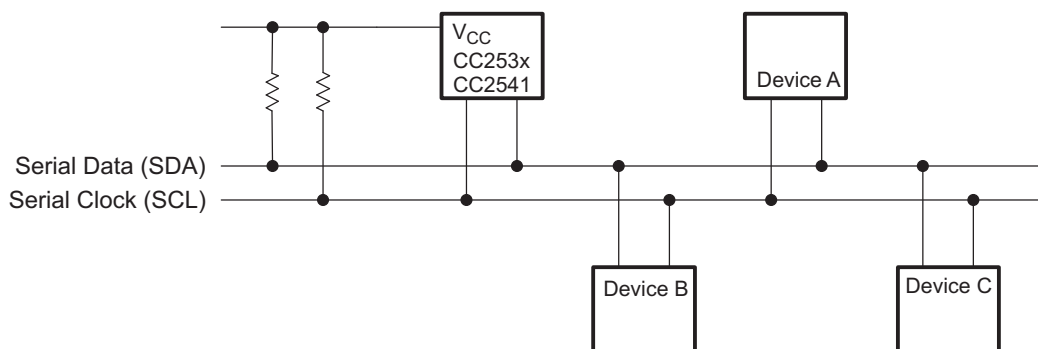 VCC
CC253x
CC2541
Device A
Serial Data (SDA)
Serial Clock (SCL)
Device B
Device C